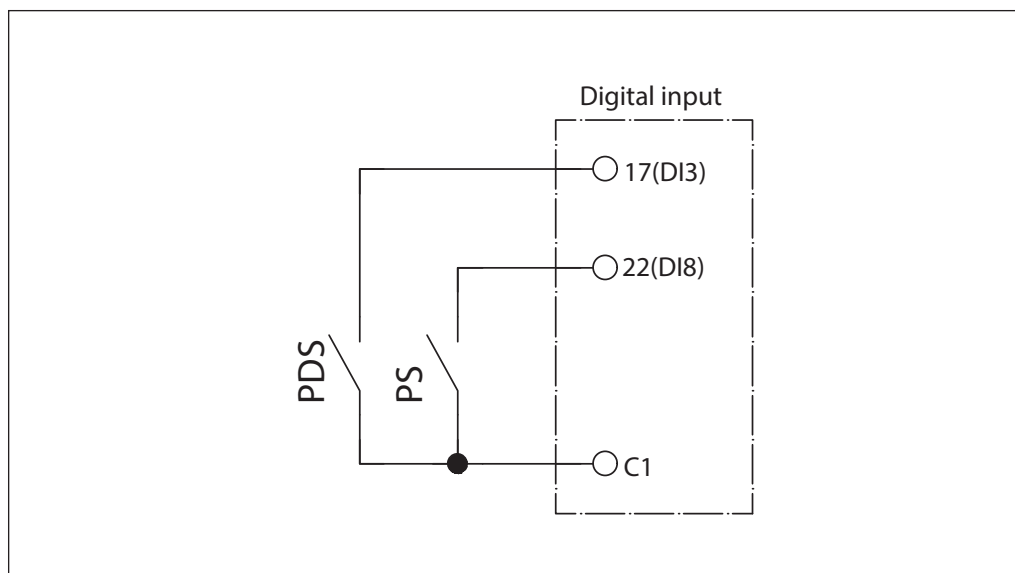 Digital input
17(DI3)
22(DI8)
PDS
PS
C1